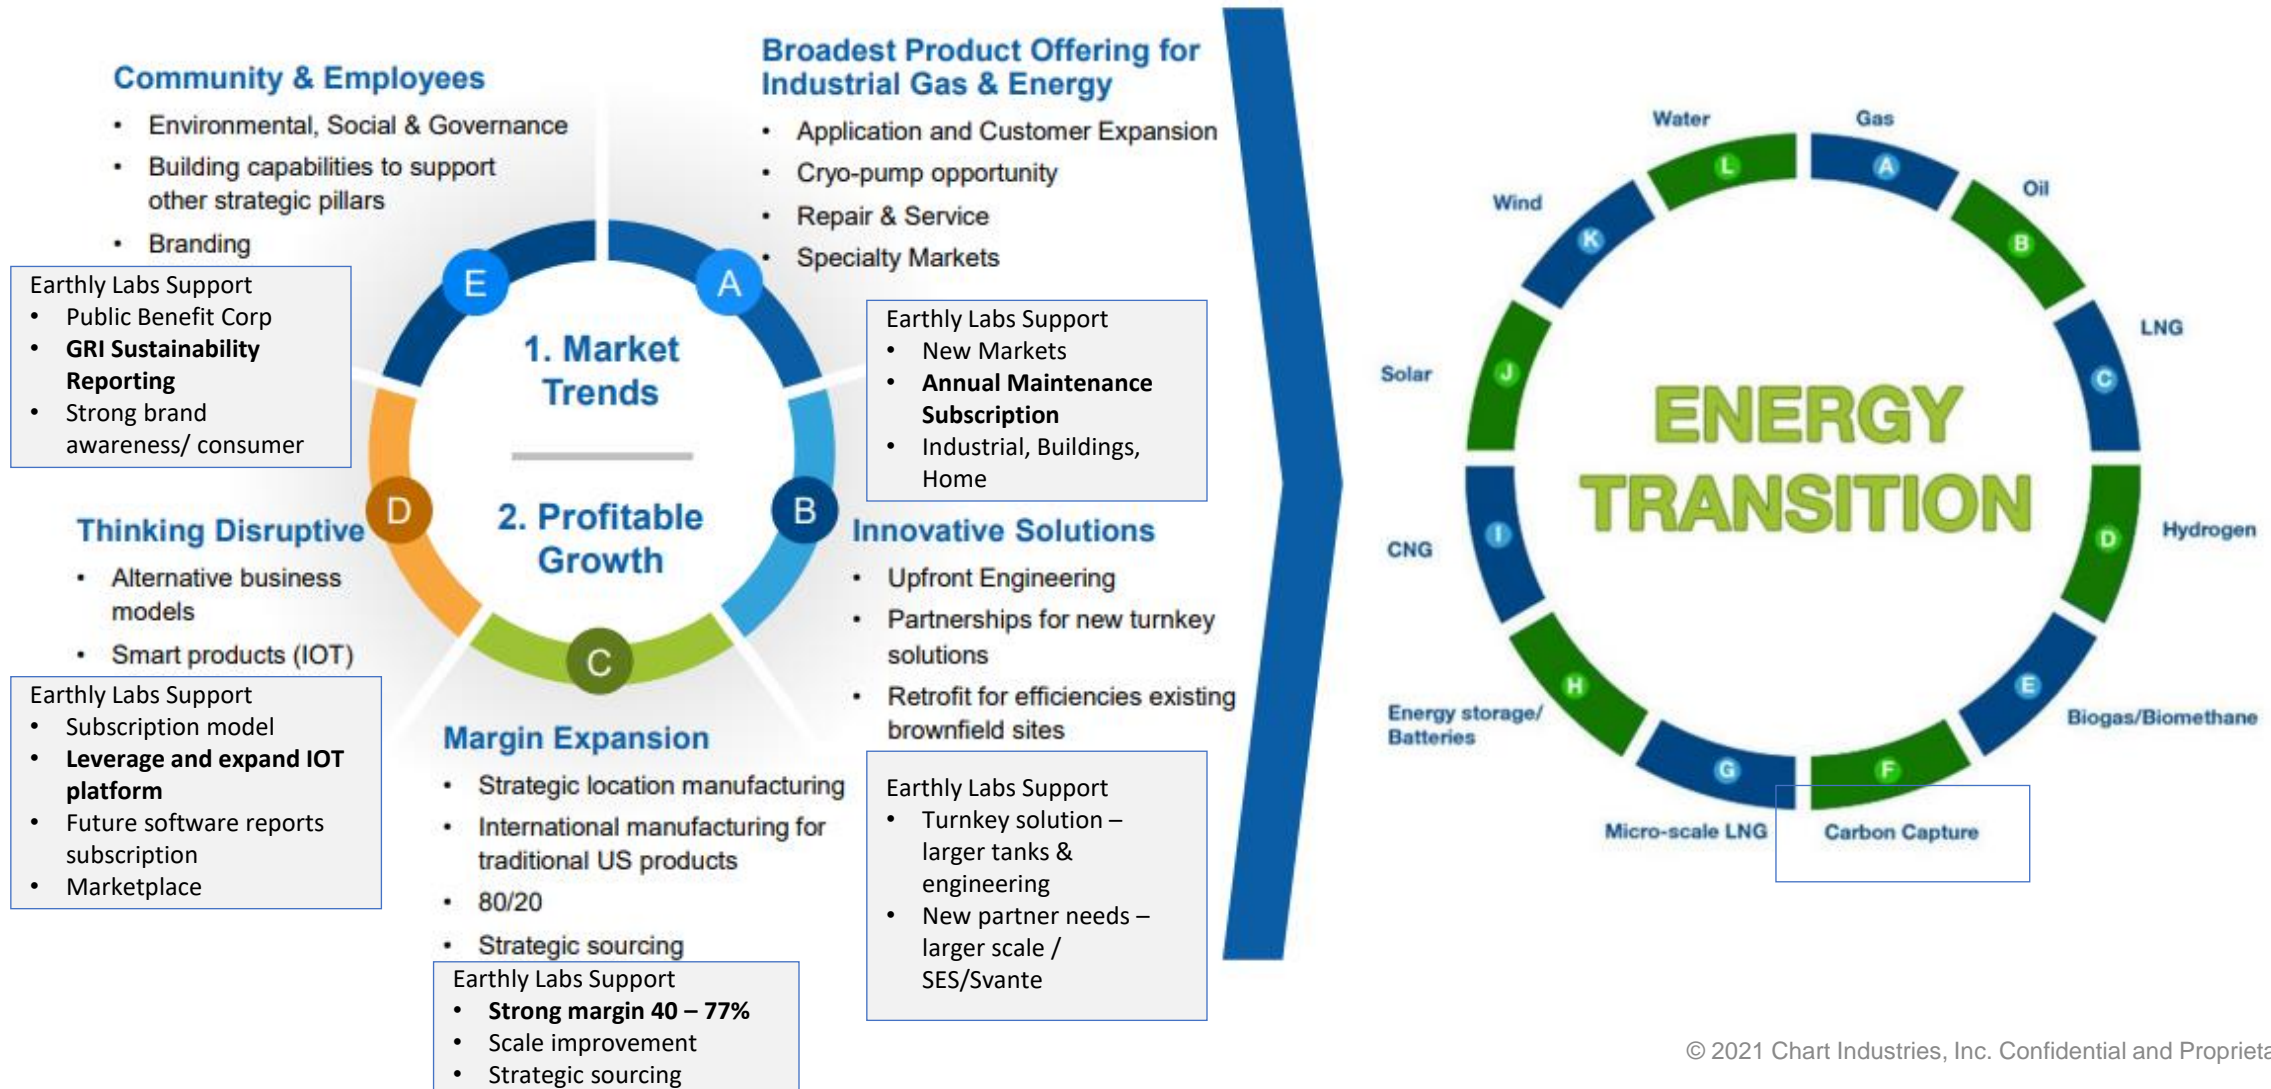 Community & Employees
• Environmental, Social & Governance
• Building capabilities to support
other strategic pillars
• Branding
Earthly Labs Support
• Public Benefit Corp
• GRI Sustainability
Reporting
• Strong brand
awareness/ consumer
Thinking Disruptive
• Alternative business
models
• Smart products (IOT)
Earthly Labs Support
• Subscription model
• Leverage and expand IOT
platform
• Future software reports
subscription
• Marketplace
E
A
D
B
C
1. Market
Trends
2. Profitable
Growth
Margin Expansion
• Strategic location manufacturing
• International manufacturing for
traditional US products
• 80/20
• Strategic sourcing
Earthly Labs Support
• Strong margin 40 – 77%
• Scale improvement
• Strategic sourcing
Broadest Product Offering for
Industrial Gas & Energy
• Application and Customer Expansion
• Cryo-pump opportunity
• Repair & Service
• Specialty Markets
Earthly Labs Support
• New Markets
• Annual Maintenance
Subscription
• Industrial, Buildings,
Home
Innovative Solutions
• Upfront Engineering
• Partnerships for new turnkey
solutions
• Retrofit for efficiencies existing
brownfield sites
Earthly Labs Support
• Turnkey solution –
larger tanks &
engineering
• New partner needs –
larger scale /
SES/Svante
ENERGY
TRANSITION
Gas
A
Oil
B
LNG
C
Hydrogen
D
Biogas/Biomethane
E
Carbon Capture
F
Micro-scale LNG
G
Energy storage/
Batteries
H
CNG
I
Solar
J
Wind
K
Water
L
© 2021 Chart Industries, Inc. Confidential and Proprieta